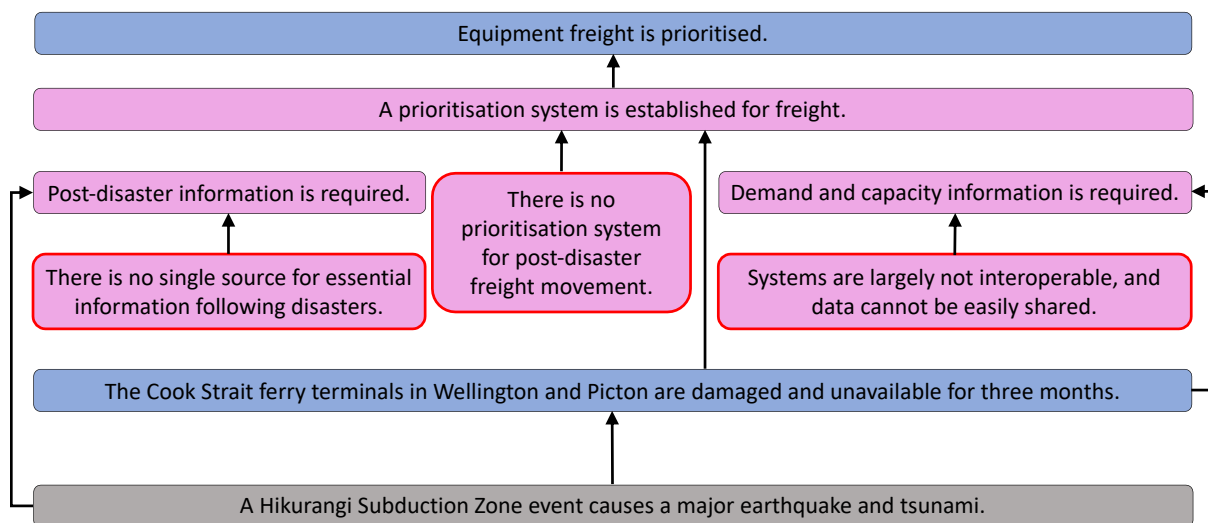 Equipment freight is prioritised.
A prioritisation system is established for freight.
Post-disaster information is required.
There is no
prioritisation system
for post-disaster
freight movement.
Demand and capacity information is required.
There is no single source for essential
information following disasters.
Systems are largely not interoperable, and
data cannot be easily shared.
The Cook Strait ferry terminals in Wellington and Picton are damaged and unavailable for three months.
A Hikurangi Subduction Zone event causes a major earthquake and tsunami.